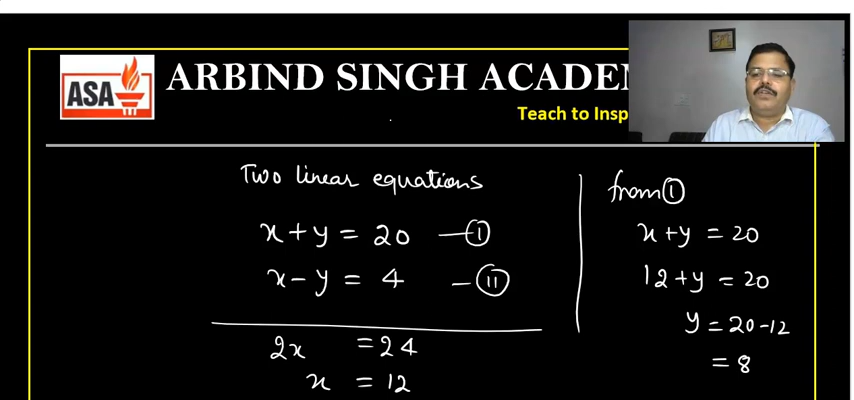 ASA
ARBIND SINGH ACADEM
Teach to Insp
Two linear equations
x + y = 20 — I
x - y = 4 - II
2x = 24
x = 12
from I
x + y = 20
12 + y = 20
y = 20 - 12
= 8